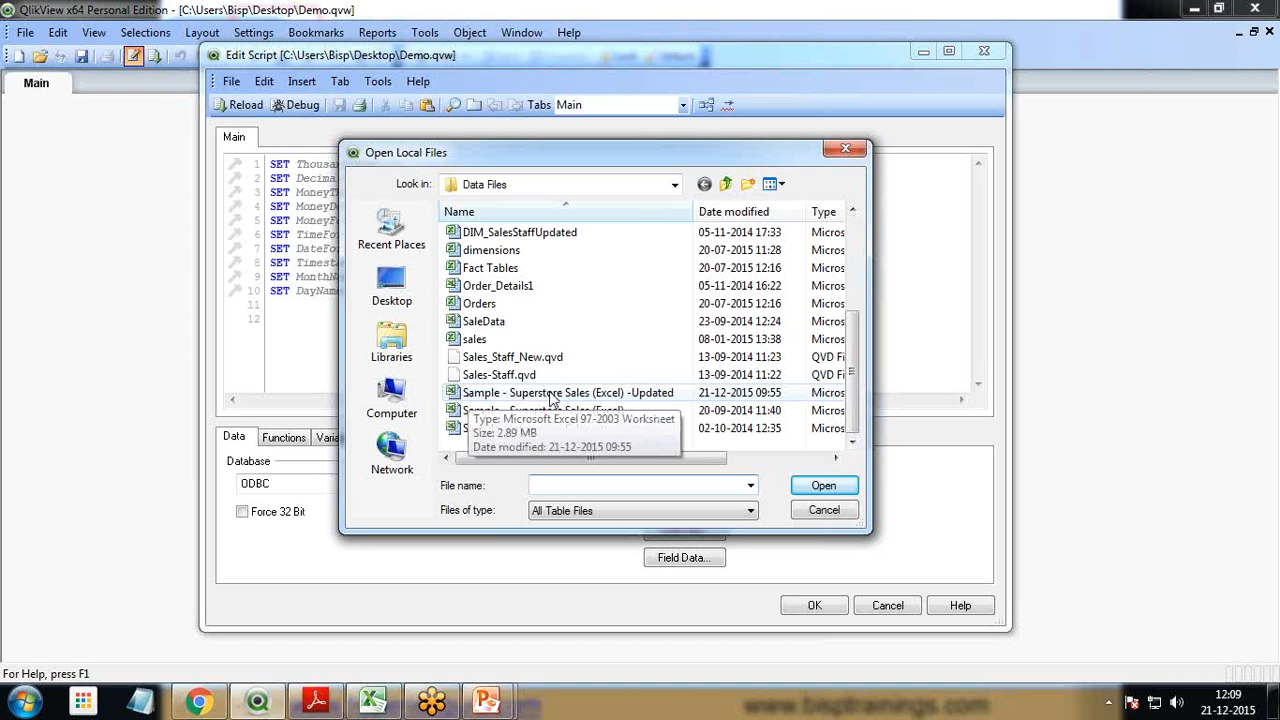 QlikView x64 Personal Edition - [C:\Users\Bisp\Desktop\Demo.qvw]
File Edit View Selections Layout Settings Bookmarks Reports Tools Object Window Help
Main
Edit Script [C:\Users\Bisp\Desktop\Demo.qvw]
File Edit Insert Tab Tools Help
Reload Debug Tabs Main
Main
1 SET Thousan
2 SET Decima
3 SET MoneyT
4 SET MoneyD
5 SET MoneyF
6 SET TimeFo
7 SET DateFo
8 SET Timest
9 SET MonthN
10 SET DayNam
11
12
Open Local Files
Look in: Data Files
Recent Places
Desktop
Libraries
Computer
Network
Name Date modified Type
DIM_SalesStaffUpdated 05-11-2014 17:33 Micros
dimensions 20-07-2015 11:28 Micros
Fact Tables 20-07-2015 12:16 Micros
Order_Details1 05-11-2014 16:22 Micros
Orders 20-07-2015 12:16 Micros
SaleData 23-09-2014 12:24 Micros
sales 08-01-2015 13:38 Micros
Sales_Staff_New.qvd 13-09-2014 11:23 QVD Fi
Sales-Staff.qvd 13-09-2014 11:22 QVD Fi
Sample - Superstore Sales (Excel) -Updated 21-12-2015 09:55 Micros
Sample - Superstore Sales (Excel) 20-09-2014 11:40 Micros
S 02-10-2014 12:35 Micros
Type: Microsoft Excel 97-2003 Worksheet
Size: 2.89 MB
Date modified: 21-12-2015 09:55
File name: Open
Files of type: All Table Files Cancel
Data Functions Varia
Database
ODBC
Force 32 Bit
Field Data...
OK Cancel Help
For Help, press F1
www.bisptrainings.com
12:09
21-12-2015